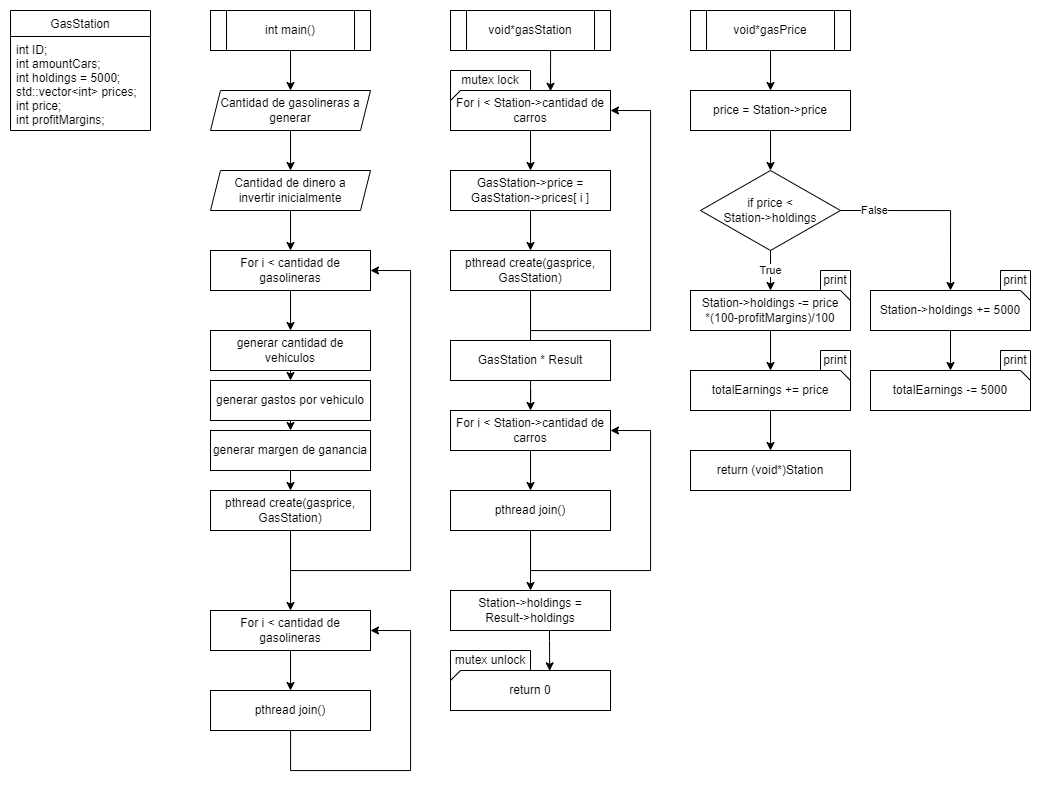 GasStation
int ID;
int amountCars;
int holdings = 5000;
std::vector<int> prices;
int price;
int profitMargins;
int main()
Cantidad de gasolineras a
generar
Cantidad de dinero a
invertir inicialmente
For i < cantidad de
gasolineras
generar cantidad de
vehiculos
generar gastos por vehiculo
generar margen de ganancia
pthread create(gasprice,
GasStation)
For i < cantidad de
gasolineras
pthread join()
void*gasStation
mutex lock
For i < Station->cantidad de
carros
GasStation->price =
GasStation->prices[ i ]
pthread create(gasprice,
GasStation)
GasStation * Result
For i < Station->cantidad de
carros
pthread join()
Station->holdings =
Result->holdings
mutex unlock
return 0
void*gasPrice
price = Station->price
if price <
Station->holdings
False
True
print
Station->holdings -= price
*(100-profitMargins)/100
print
totalEarnings += price
return (void*)Station
print
Station->holdings += 5000
print
totalEarnings -= 5000